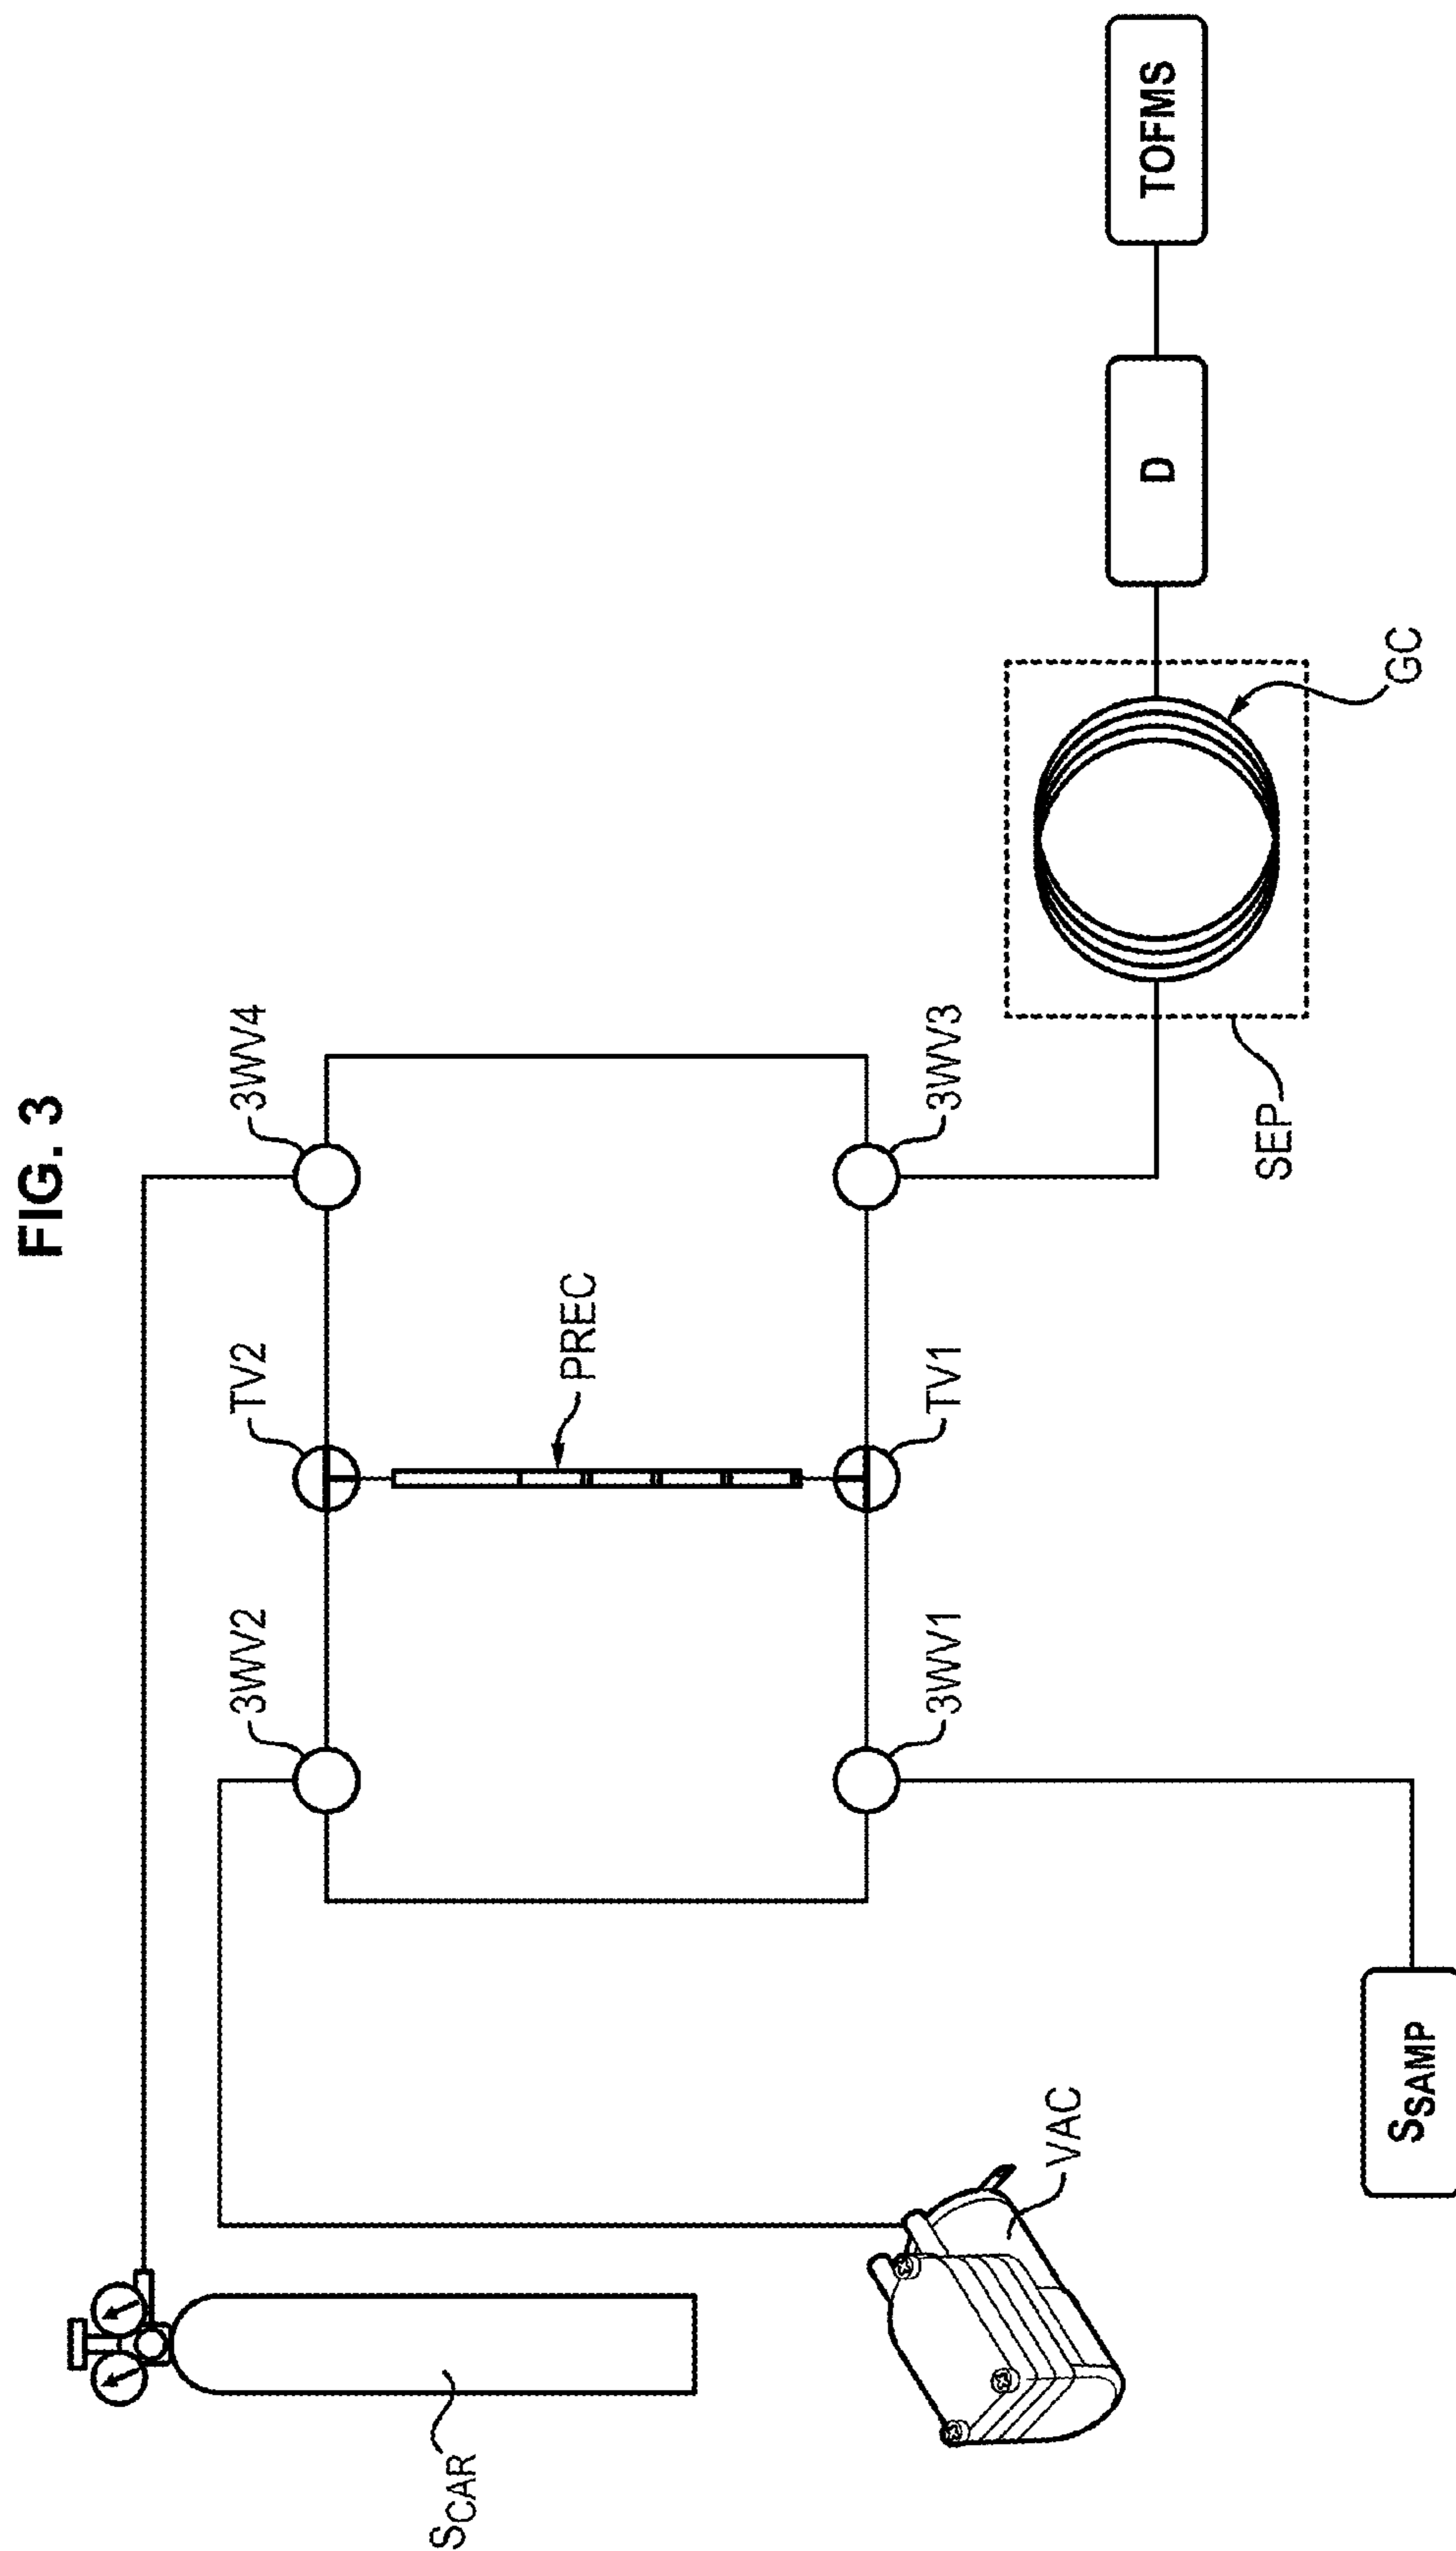 FIG. 3
3WV2
TV2
3WV4
PREC
3WV1
TV1
3WV3
SCAR
VAC
SSAMP
SEP
GC
D
TOFMS